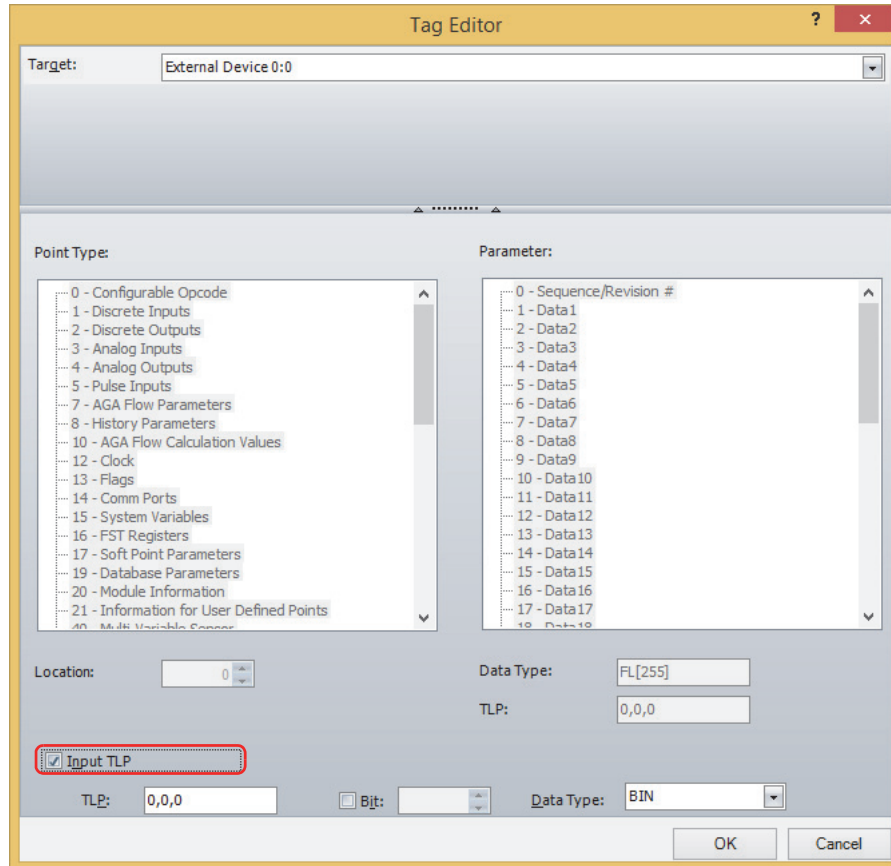 Tag Editor
?
Target:
External Device 0:0
Point Type:
0 - Configurable Opcode
1 - Discrete Inputs
2 - Discrete Outputs
3 - Analog Inputs
4 - Analog Outputs
5 - Pulse Inputs
7 - AGA Flow Parameters
8 - History Parameters
10 - AGA Flow Calculation Values
12 - Clock
13 - Flags
14 - Comm Ports
15 - System Variables
16 - FST Registers
17 - Soft Point Parameters
19 - Database Parameters
20 - Module Information
21 - Information for User Defined Points
40 - Multi-Variable Sensor
Parameter:
0 - Sequence/Revision #
1 - Data1
2 - Data2
3 - Data3
4 - Data4
5 - Data5
6 - Data6
7 - Data7
8 - Data8
9 - Data9
10 - Data10
11 - Data11
12 - Data12
13 - Data13
14 - Data14
15 - Data15
16 - Data16
17 - Data17
18 - Data18
Location:
0
Data Type:
FL[255]
TLP:
0,0,0
Input TLP
TLP:
0,0,0
Bit:
Data Type:
BIN
OK
Cancel